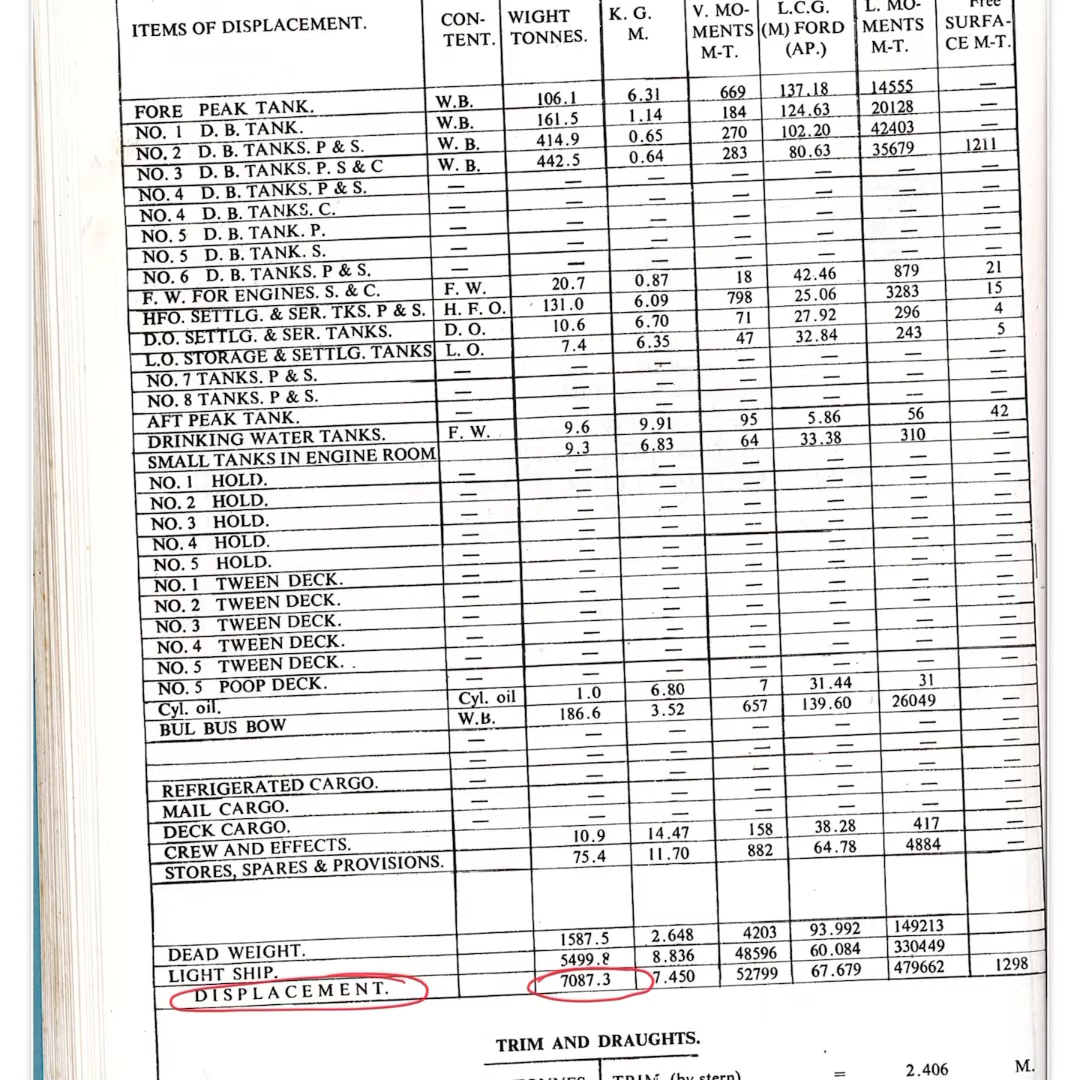 ITEMS OF DISPLACEMENT. CON-TENT. WIGHT TONNES. K. G. M. V. MO-MENTS M-T. L.C.G. (M) FORD (AP.) L. MO-MENTS M-T. Free SURFA-CE M-T.
FORE PEAK TANK. W.B. 106.1 6.31 669 137.18 14555 —
NO. 1 D. B. TANK. W.B. 161.5 1.14 184 124.63 20128 —
NO. 2 D. B. TANKS. P & S. W. B. 414.9 0.65 270 102.20 42403 —
NO. 3 D. B. TANKS. P. S & C W. B. 442.5 0.64 283 80.63 35679 1211
NO. 4 D. B. TANKS. P & S. — — — — — — —
NO. 4 D. B. TANKS. C. — — — — — — —
NO. 5 D. B. TANK. P. — — — — — — —
NO. 5 D. B. TANK. S. — — — — — — —
NO. 6 D. B. TANKS. P & S. — — — — — — —
F. W. FOR ENGINES. S. & C. F. W. 20.7 0.87 18 42.46 879 21
HFO. SETTLG. & SER. TKS. P & S. H. F. O. 131.0 6.09 798 25.06 3283 15
D.O. SETTLG. & SER. TANKS. D. O. 10.6 6.70 71 27.92 296 4
L.O. STORAGE & SETTLG. TANKS L. O. 7.4 6.35 47 32.84 243 5
NO. 7 TANKS. P & S. — — — — — — —
NO. 8 TANKS. P & S. — — — — — — —
AFT PEAK TANK. — — — — — — —
DRINKING WATER TANKS. F. W. 9.6 9.91 95 5.86 56 42
SMALL TANKS IN ENGINE ROOM 9.3 6.83 64 33.38 310 —
NO. 1 HOLD. — — — — — — —
NO. 2 HOLD. — — — — — — —
NO. 3 HOLD. — — — — — — —
NO. 4 HOLD. — — — — — — —
NO. 5 HOLD. — — — — — — —
NO. 1 TWEEN DECK. — — — — — — —
NO. 2 TWEEN DECK. — — — — — — —
NO. 3 TWEEN DECK. — — — — — — —
NO. 4 TWEEN DECK. — — — — — — —
NO. 5 TWEEN DECK. — — — — — — —
NO. 5 POOP DECK. — — — — — — —
Cyl. oil. Cyl. oil 1.0 6.80 7 31.44 31
BUL BUS BOW W.B. 186.6 3.52 657 139.60 26049 —
REFRIGERATED CARGO. — — — — — — —
MAIL CARGO. — — — — — — —
DECK CARGO. — — — — — — —
CREW AND EFFECTS. 10.9 14.47 158 38.28 417 —
STORES, SPARES & PROVISIONS. 75.4 11.70 882 64.78 4884 —
DEAD WEIGHT. 1587.5 2.648 4203 93.992 149213
LIGHT SHIP. 5499.8 8.836 48596 60.084 330449
DISPLACEMENT. 7087.3 7.450 52799 67.679 479662 1298
TRIM AND DRAUGHTS.
TONNES TRIM (by stern) = 2.406 M.